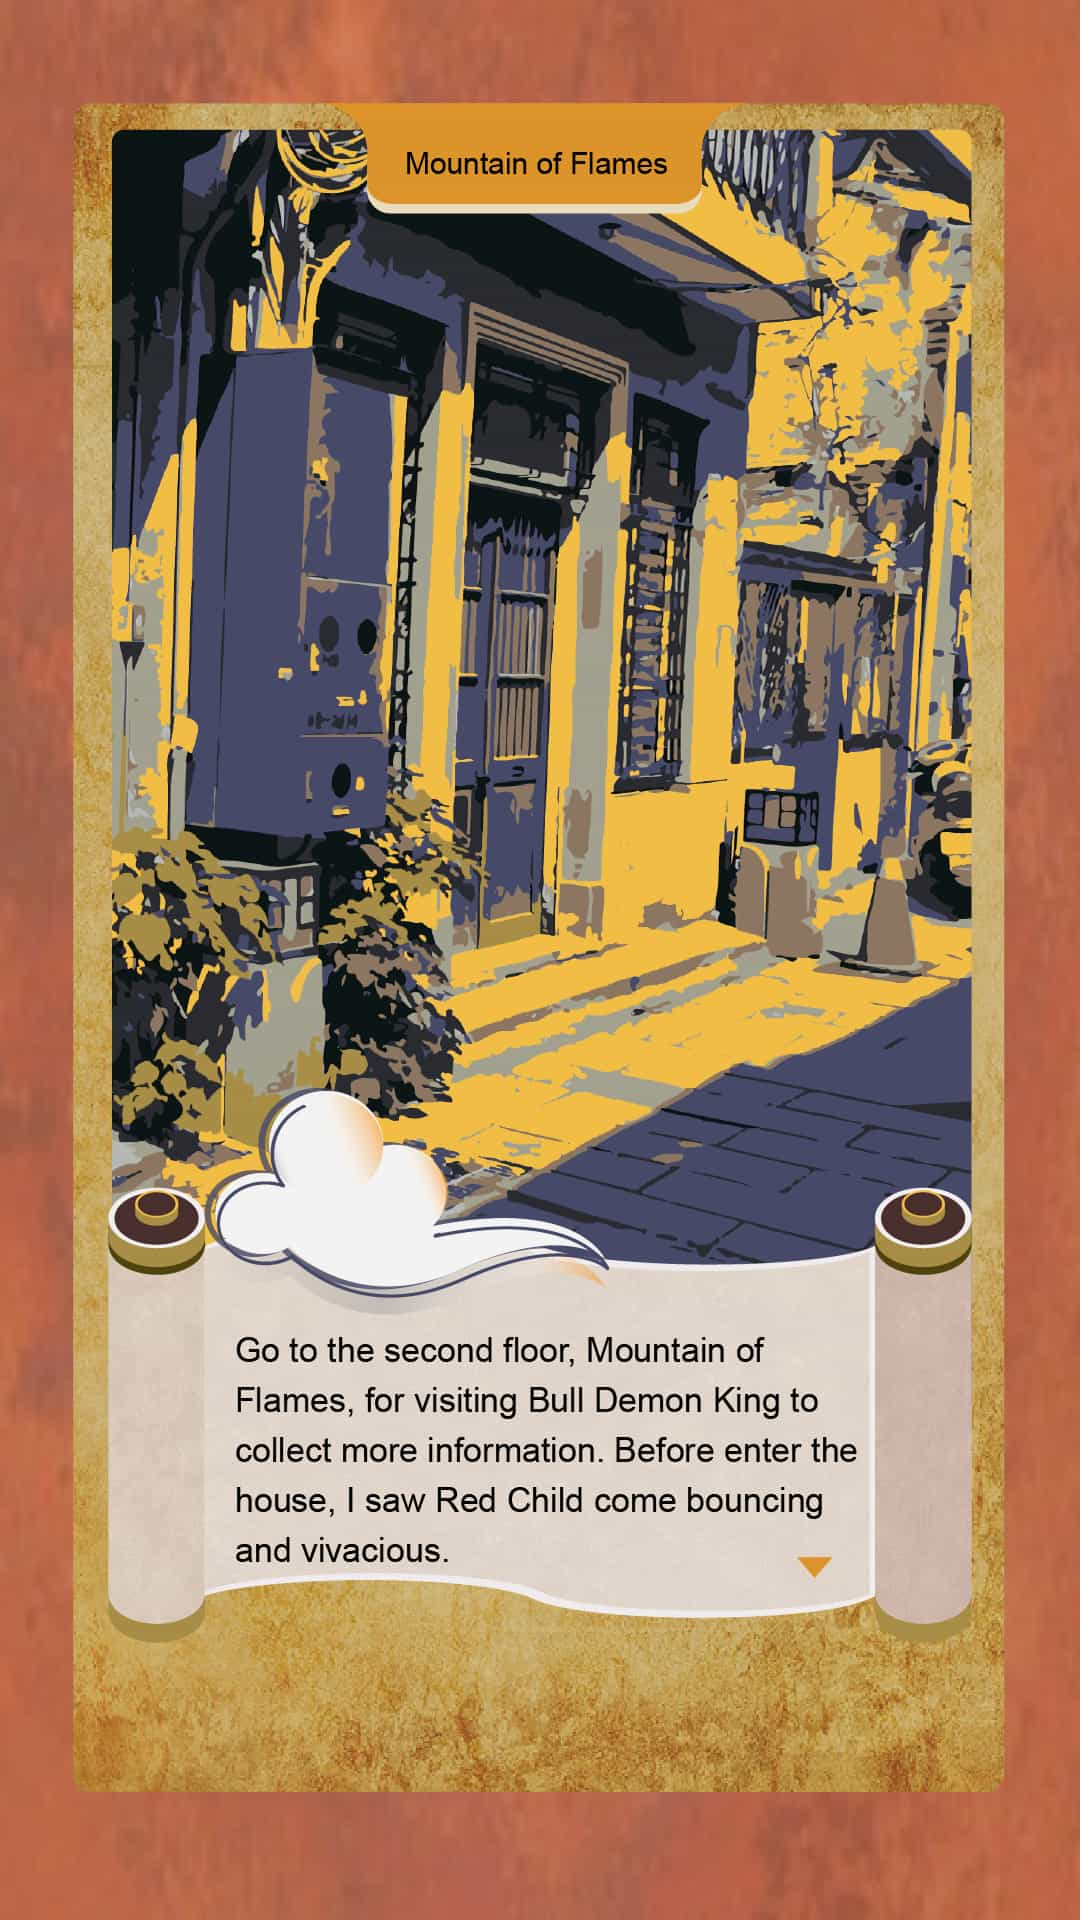 Mountain of Flames
Go to the second floor, Mountain of
Flames, for visiting Bull Demon King to
collect more information. Before enter the
house, I saw Red Child come bouncing
and vivacious.